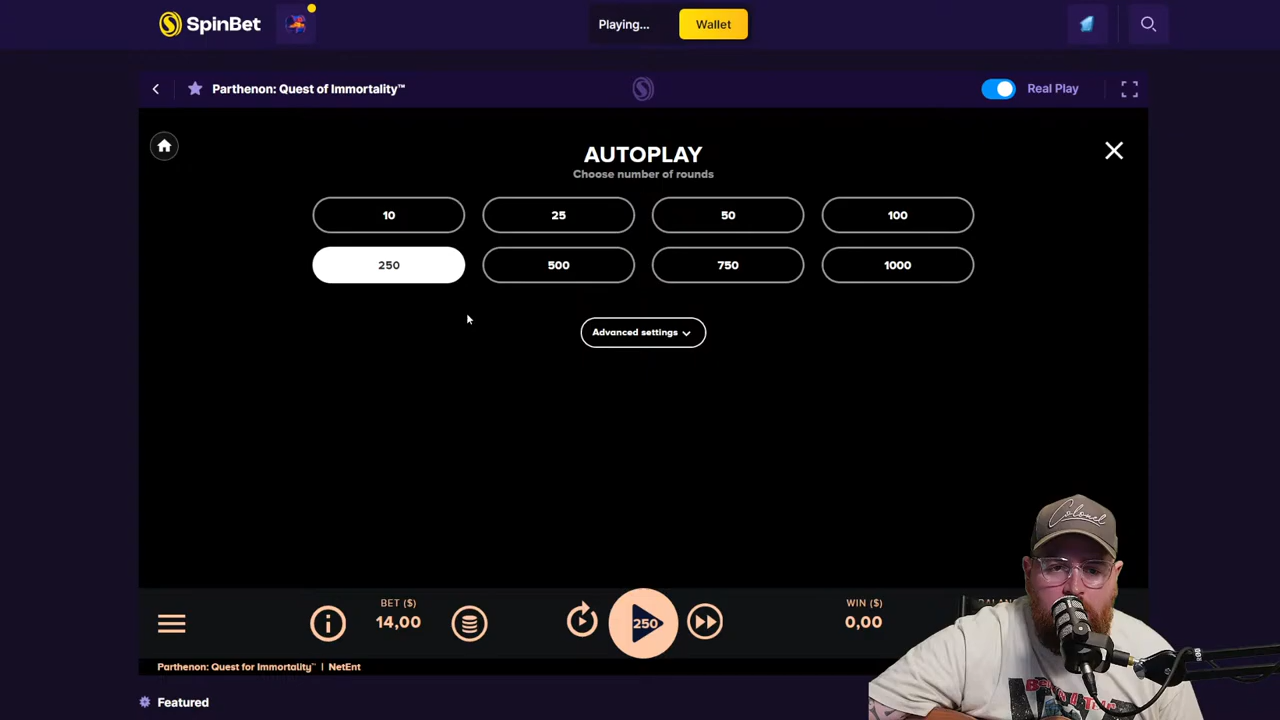 SpinBet
Playing...
Wallet
Parthenon: Quest of Immortality™
Real Play
AUTOPLAY
Choose number of rounds
10
25
50
100
250
500
750
1000
Advanced settings
BET ($)
14,00
250
WIN ($)
0,00
Parthenon: Quest for Immortality™ | NetEnt
Featured
Colonel